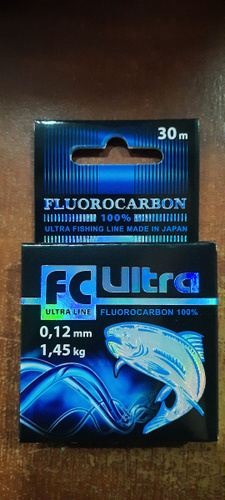 30 m
FLUOROCARBON
100%
ULTRA FISHING LINE MADE IN JAPAN
FC Ultra
ULTRA LINE FLUOROCARBON 100%
0,12 mm
1,45 kg